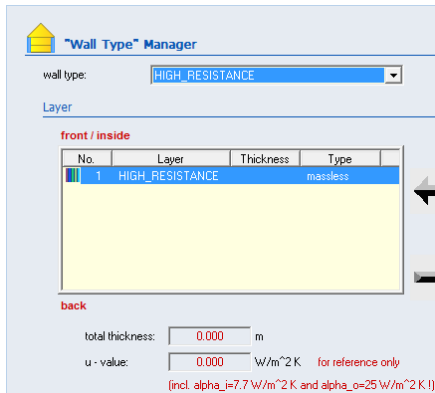 "Wall Type" Manager
wall type: HIGH_RESISTANCE
Layer
front / inside
No. Layer Thickness Type
1 HIGH_RESISTANCE massless
back
total thickness: 0.000 m
u - value: 0.000 W/m^2 K for reference only
(incl. alpha_i=7.7 W/m^2 K and alpha_o=25 W/m^2 K !)